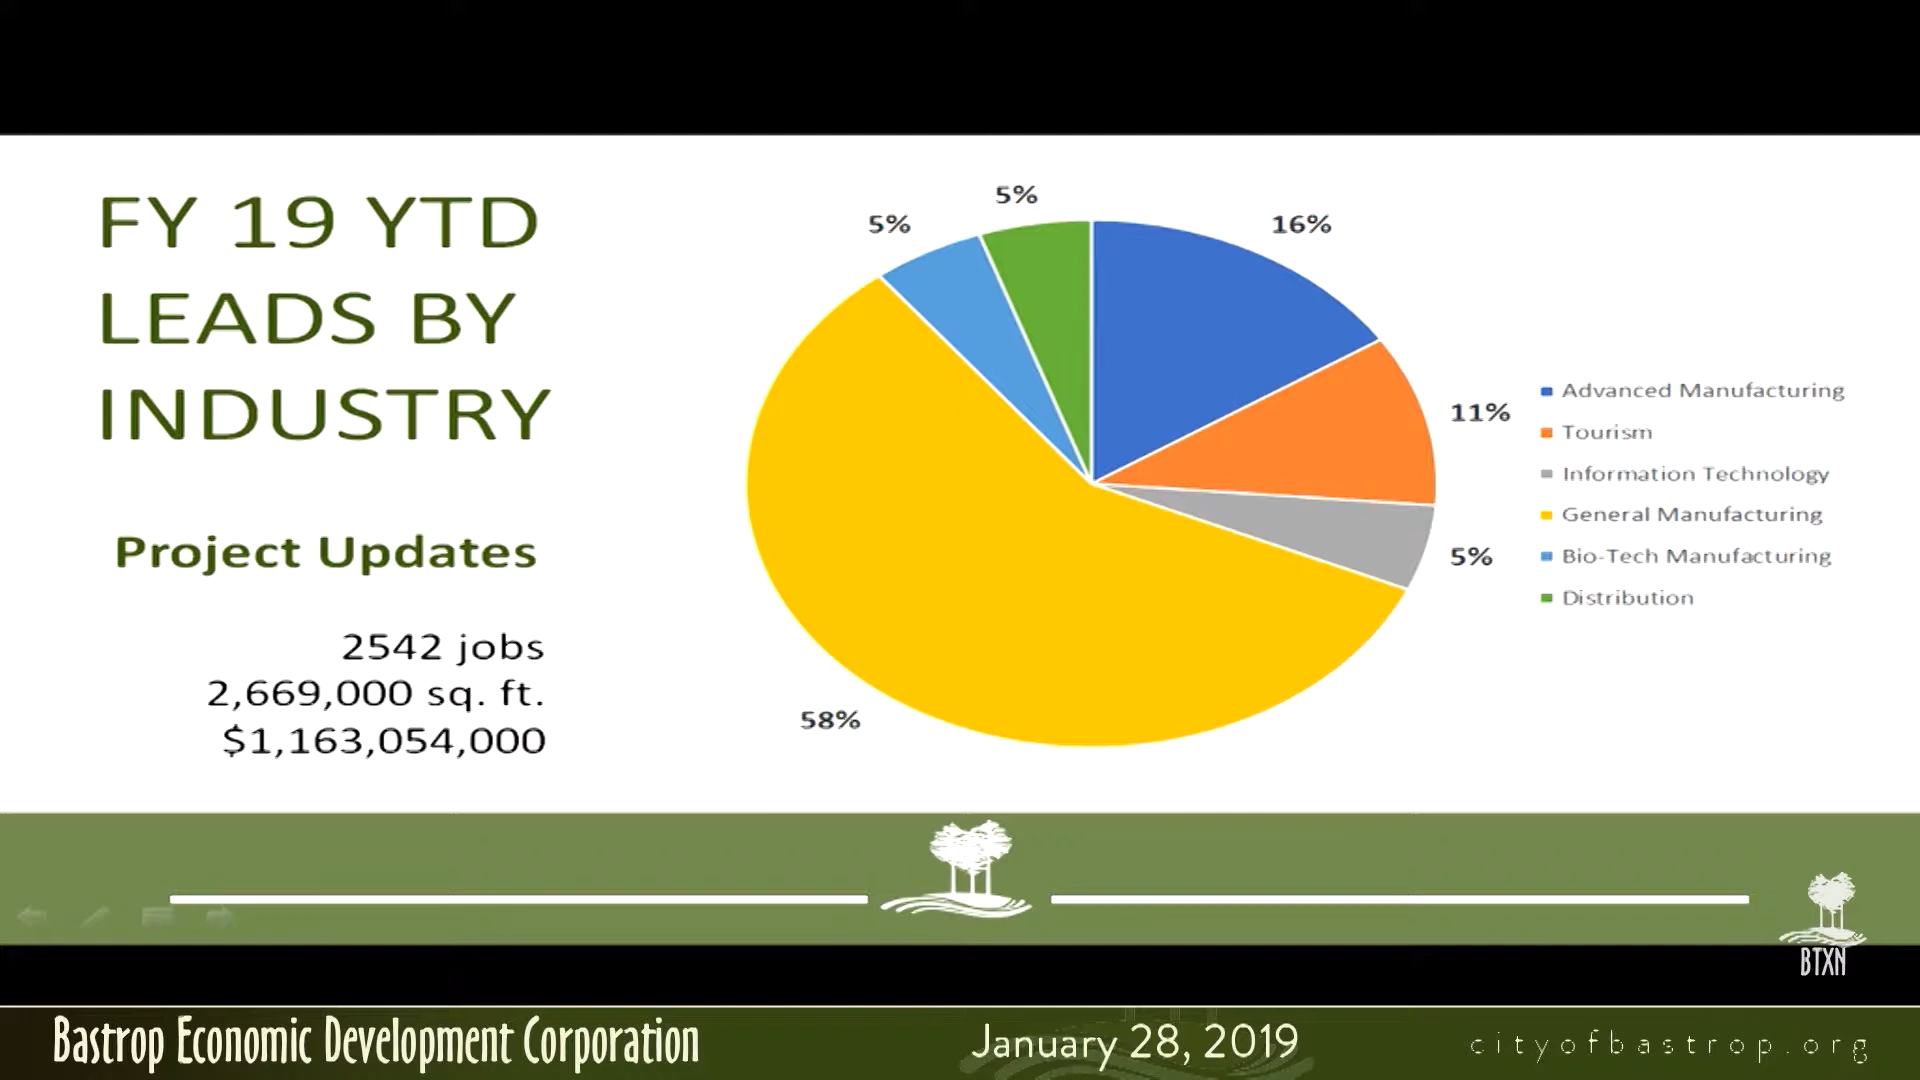 FY 19 YTD
LEADS BY
INDUSTRY
Project Updates
2542 jobs
2,669,000 sq. ft.
$1,163,054,000
5%
5%
16%
11%
5%
58%
Advanced Manufacturing
Tourism
Information Technology
General Manufacturing
Bio-Tech Manufacturing
Distribution
BTXN
Bastrop Economic Development Corporation
January 28, 2019
cityofbastrop.org